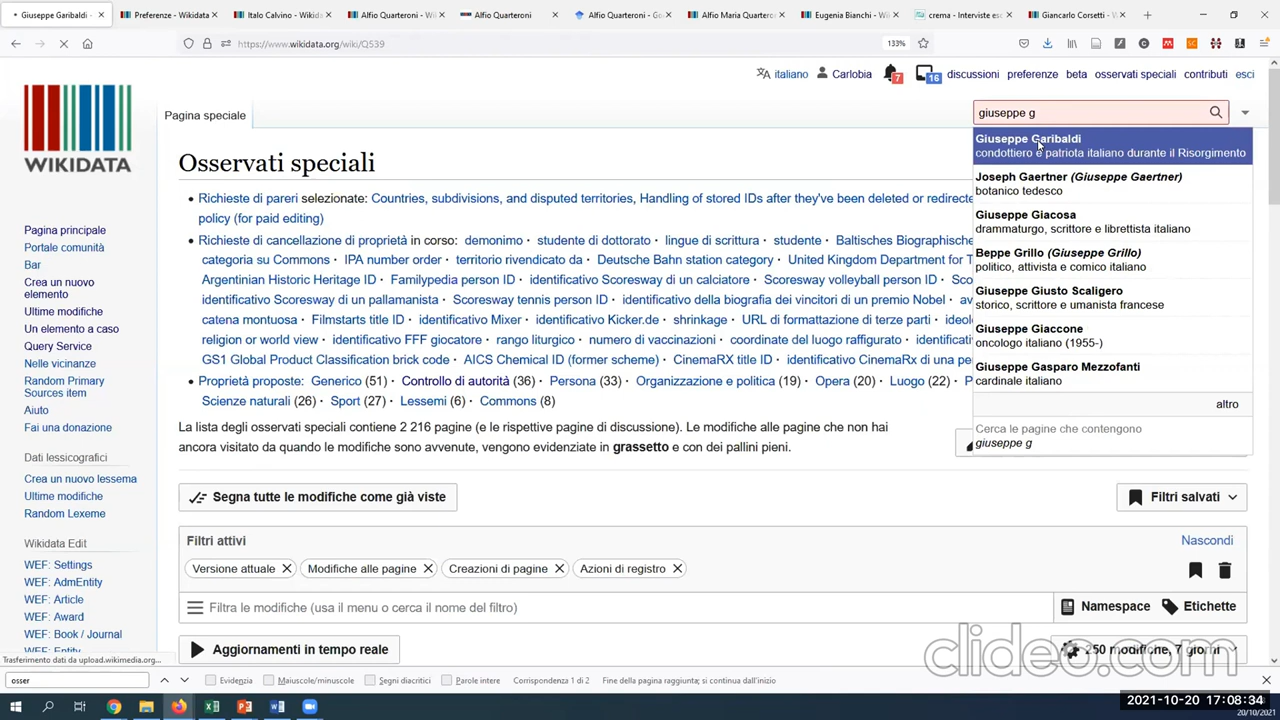 Giuseppe Garibaldi -
Preferenze - Wikidata
Italo Calvino - Wikidata
Alfio Quarteroni - Wikida
Alfio Quarteroni
Alfio Quarteroni - Go
Alfio Maria Quarteron
Eugenia Bianchi - Wikida
crema - Interviste es
Giancarlo Corsetti - Wik
https://www.wikidata.org/wiki/Q539
133%
italiano
Carlobia
7
16
discussioni
preferenze
beta
osservati speciali
contributi
esci
WIKIDATA
Pagina speciale
giuseppe g
Osservati speciali
Giuseppe Garibaldi
condottiero e patriota italiano durante il Risorgimento
Joseph Gaertner (Giuseppe Gaertner)
botanico tedesco
Giuseppe Giacosa
drammaturgo, scrittore e librettista italiano
Beppe Grillo (Giuseppe Grillo)
politico, attivista e comico italiano
Giuseppe Giusto Scaligero
storico, scrittore e umanista francese
Giuseppe Giaccone
oncologo italiano (1955-)
Giuseppe Gasparo Mezzofanti
cardinale italiano
altro
Cerca le pagine che contengono
giuseppe g
Richieste di pareri selezionate: Countries, subdivisions, and disputed territories, Handling of stored IDs after they've been deleted or redirecte
policy (for paid editing)
Richieste di cancellazione di proprietà in corso: demonimo · studente di dottorato · lingue di scrittura · studente · Baltisches Biographische
categoria su Commons · IPA number order · territorio rivendicato da · Deutsche Bahn station category · United Kingdom Department for T
Argentinian Historic Heritage ID · Familypedia person ID · identificativo Scoresway di un calciatore · Scoresway volleyball person ID · Sco
identificativo Scoresway di un pallamanista · Scoresway tennis person ID · identificativo della biografia dei vincitori di un premio Nobel · av
catena montuosa · Filmstarts title ID · identificativo Mixer · identificativo Kicker.de · shrinkage · URL di formattazione di terze parti · ideol
religion or world view · identificativo FFF giocatore · rango liturgico · numero di vaccinazioni · coordinate del luogo raffigurato · identificati
GS1 Global Product Classification brick code · AICS Chemical ID (former scheme) · CinemaRX title ID · identificativo CinemaRx di una pe
Proprietà proposte: Generico (51) · Controllo di autorità (36) · Persona (33) · Organizzazione e politica (19) · Opera (20) · Luogo (22) · P
Scienze naturali (26) · Sport (27) · Lessemi (6) · Commons (8)
La lista degli osservati speciali contiene 2 216 pagina (e le rispettive pagine di discussione). Le modifiche alle pagine che non hai
ancora visitato da quando le modifiche sono avvenute, vengono evidenziate in grassetto e con dei pallini pieni.
Segna tutte le modifiche come già viste
Filtri salvati
Filtri attivi
Nascondi
Versione attuale
Modifiche alle pagine
Creazioni di pagine
Azioni di registro
Filtra le modifiche (usa il menu o cerca il nome del filtro)
Namespace
Etichette
Aggiornamenti in tempo reale
250 modifiche, 7 giorni
Pagina principale
Portale comunità
Bar
Crea un nuovo
elemento
Ultime modifiche
Un elemento a caso
Query Service
Nelle vicinanze
Random Primary
Sources item
Aiuto
Fai una donazione
Dati lessicografici
Crea un nuovo lessema
Ultime modifiche
Random Lexeme
Wikidata Edit
WEF: Settings
WEF: AdmEntity
WEF: Article
WEF: Award
WEF: Book / Journal
WEF: Entity
Trasferimento dati da upload.wikimedia.org...
clideo.com
osser
Evidenzia
Maiuscole/minuscole
Segni diacritici
Parole intere
Corrispondenza 1 di 2
Fine della pagina raggiunta; si continua dall'inizio
2021-10-20 17:08:34
20/10/2021